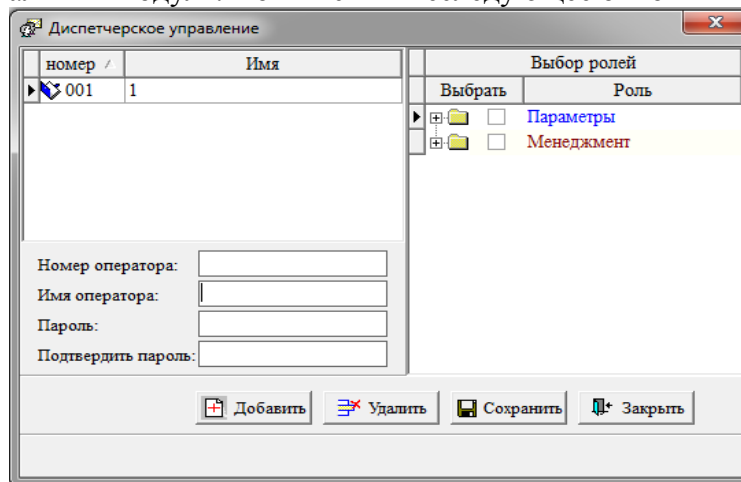 Диспетчерское управление
номер Имя
Выбор ролей
Выбрать Роль
001 1
Параметры
Менеджмент
Номер оператора:
Имя оператора:
Пароль:
Подтвердить пароль:
Добавить Удалить Сохранить Закрыть